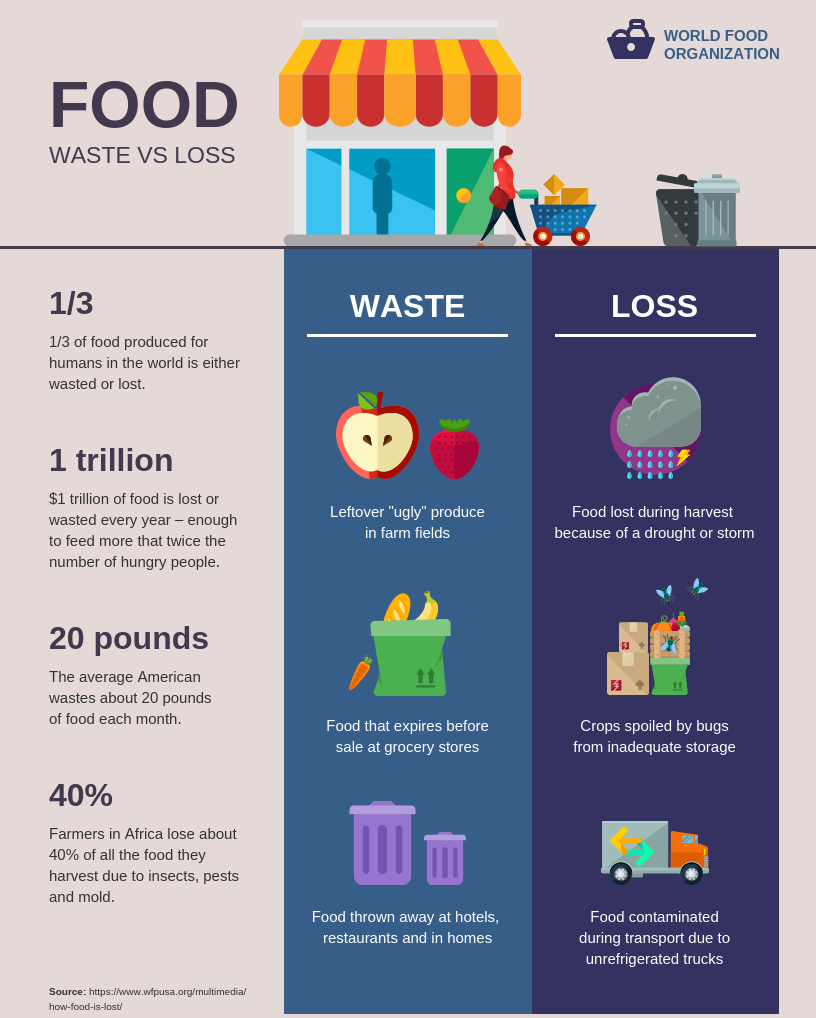 WORLD FOOD
ORGANIZATION
FOOD
WASTE VS LOSS
1/3
1/3 of food produced for
humans in the world is either
wasted or lost.
1 trillion
$1 trillion of food is lost or
wasted every year – enough
to feed more that twice the
number of hungry people.
20 pounds
The average American
wastes about 20 pounds
of food each month.
40%
Farmers in Africa lose about
40% of all the food they
harvest due to insects, pests
and mold.
Source: https://www.wfpusa.org/multimedia/
how-food-is-lost/
WASTE
Leftover "ugly" produce
in farm fields
Food that expires before
sale at grocery stores
Food thrown away at hotels,
restaurants and in homes
LOSS
Food lost during harvest
because of a drought or storm
Crops spoiled by bugs
from inadequate storage
Food contaminated
during transport due to
unrefrigerated trucks